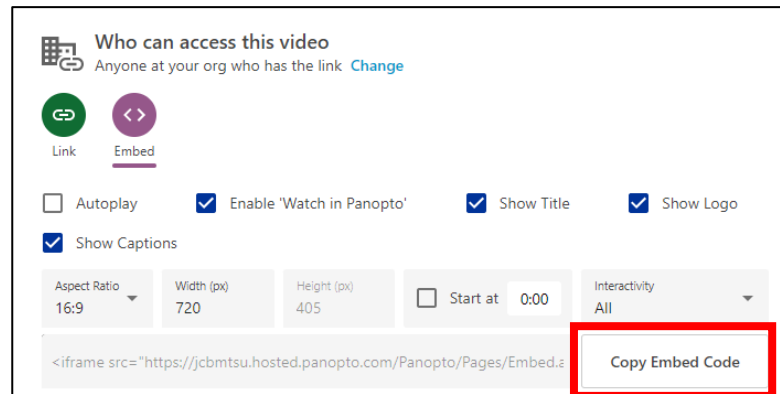 Who can access this video
Anyone at your org who has the link Change
Link Embed
Autoplay Enable 'Watch in Panopto' Show Title Show Logo
Show Captions
Aspect Ratio Width (px) Height (px) Interactivity
16:9 720 405 Start at 0:00 All
<iframe src="https://jcbmtsu.hosted.panopto.com/Panopto/Pages/Embed.a Copy Embed Code